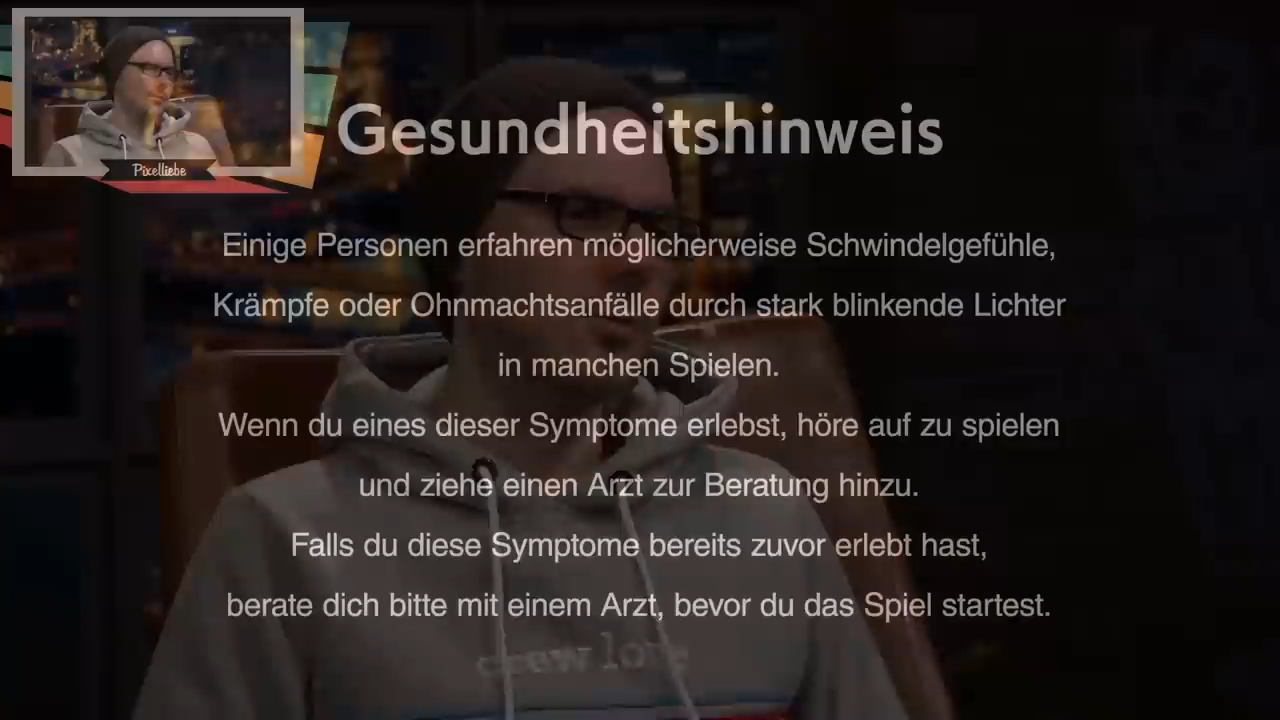 Pixelliebe
Gesundheitshinweis
Einige Personen erfahren möglicherweise Schwindelgefühle,
Krämpfe oder Ohnmachtsanfälle durch stark blinkende Lichter
in manchen Spielen.
Wenn du eines dieser Symptome erlebst, höre auf zu spielen
und ziehe einen Arzt zur Beratung hinzu.
Falls du diese Symptome bereits zuvor erlebt hast,
berate dich bitte mit einem Arzt, bevor du das Spiel startest.
crew love